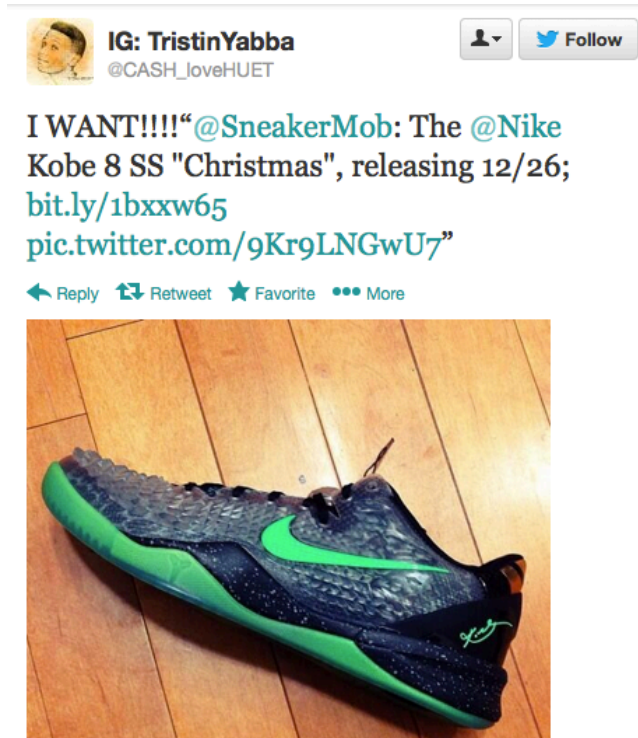 IG: TristinYabba
@CASH_loveHUET
Follow
I WANT!!!!“@SneakerMob: The @Nike
Kobe 8 SS "Christmas", releasing 12/26;
bit.ly/1bxxw65
pic.twitter.com/9Kr9LNGwU7”
Reply Retweet Favorite More